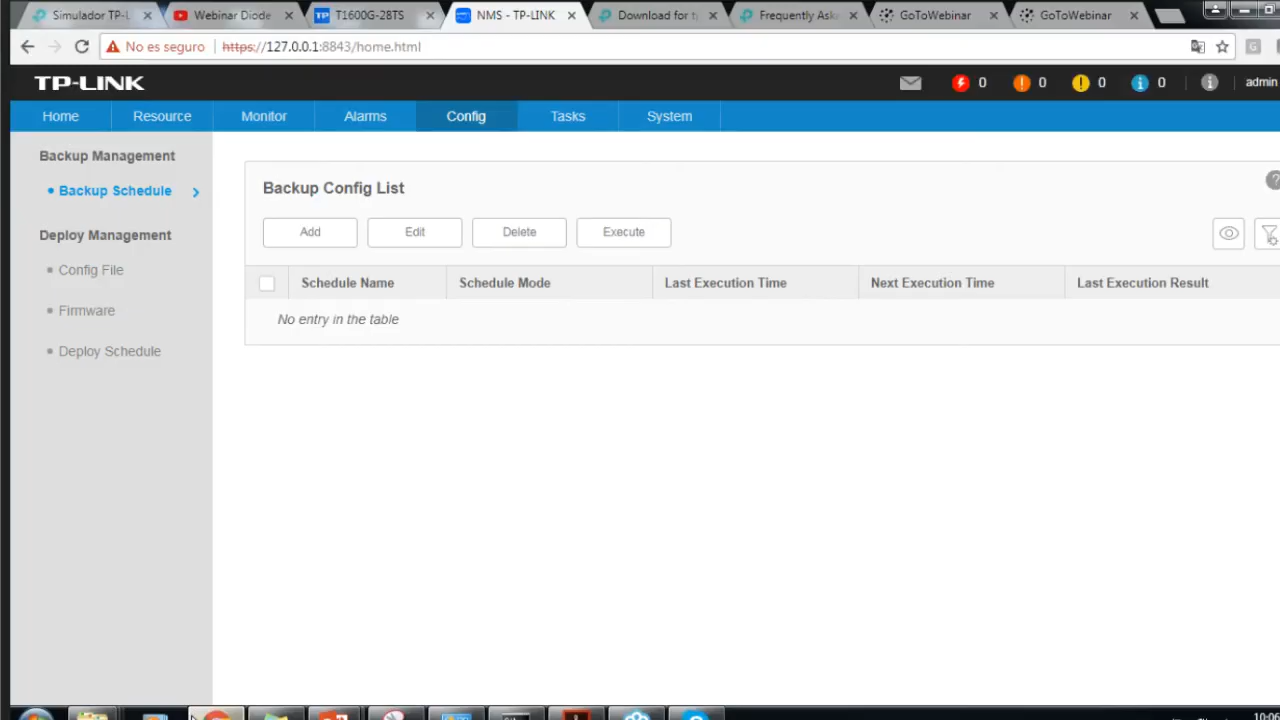 Simulador TP-L
Webinar Diode
TP T1600G-28TS
NMS - TP-LINK
Download for t
Frequently Aske
GoToWebinar
GoToWebinar
No es seguro
https://127.0.0.1:8843/home.html
TP-LINK
0
0
0
0
admin
Home
Resource
Monitor
Alarms
Config
Tasks
System
Backup Management
Backup Schedule
Deploy Management
Config File
Firmware
Deploy Schedule
Backup Config List
Add
Edit
Delete
Execute
Schedule Name
Schedule Mode
Last Execution Time
Next Execution Time
Last Execution Result
No entry in the table